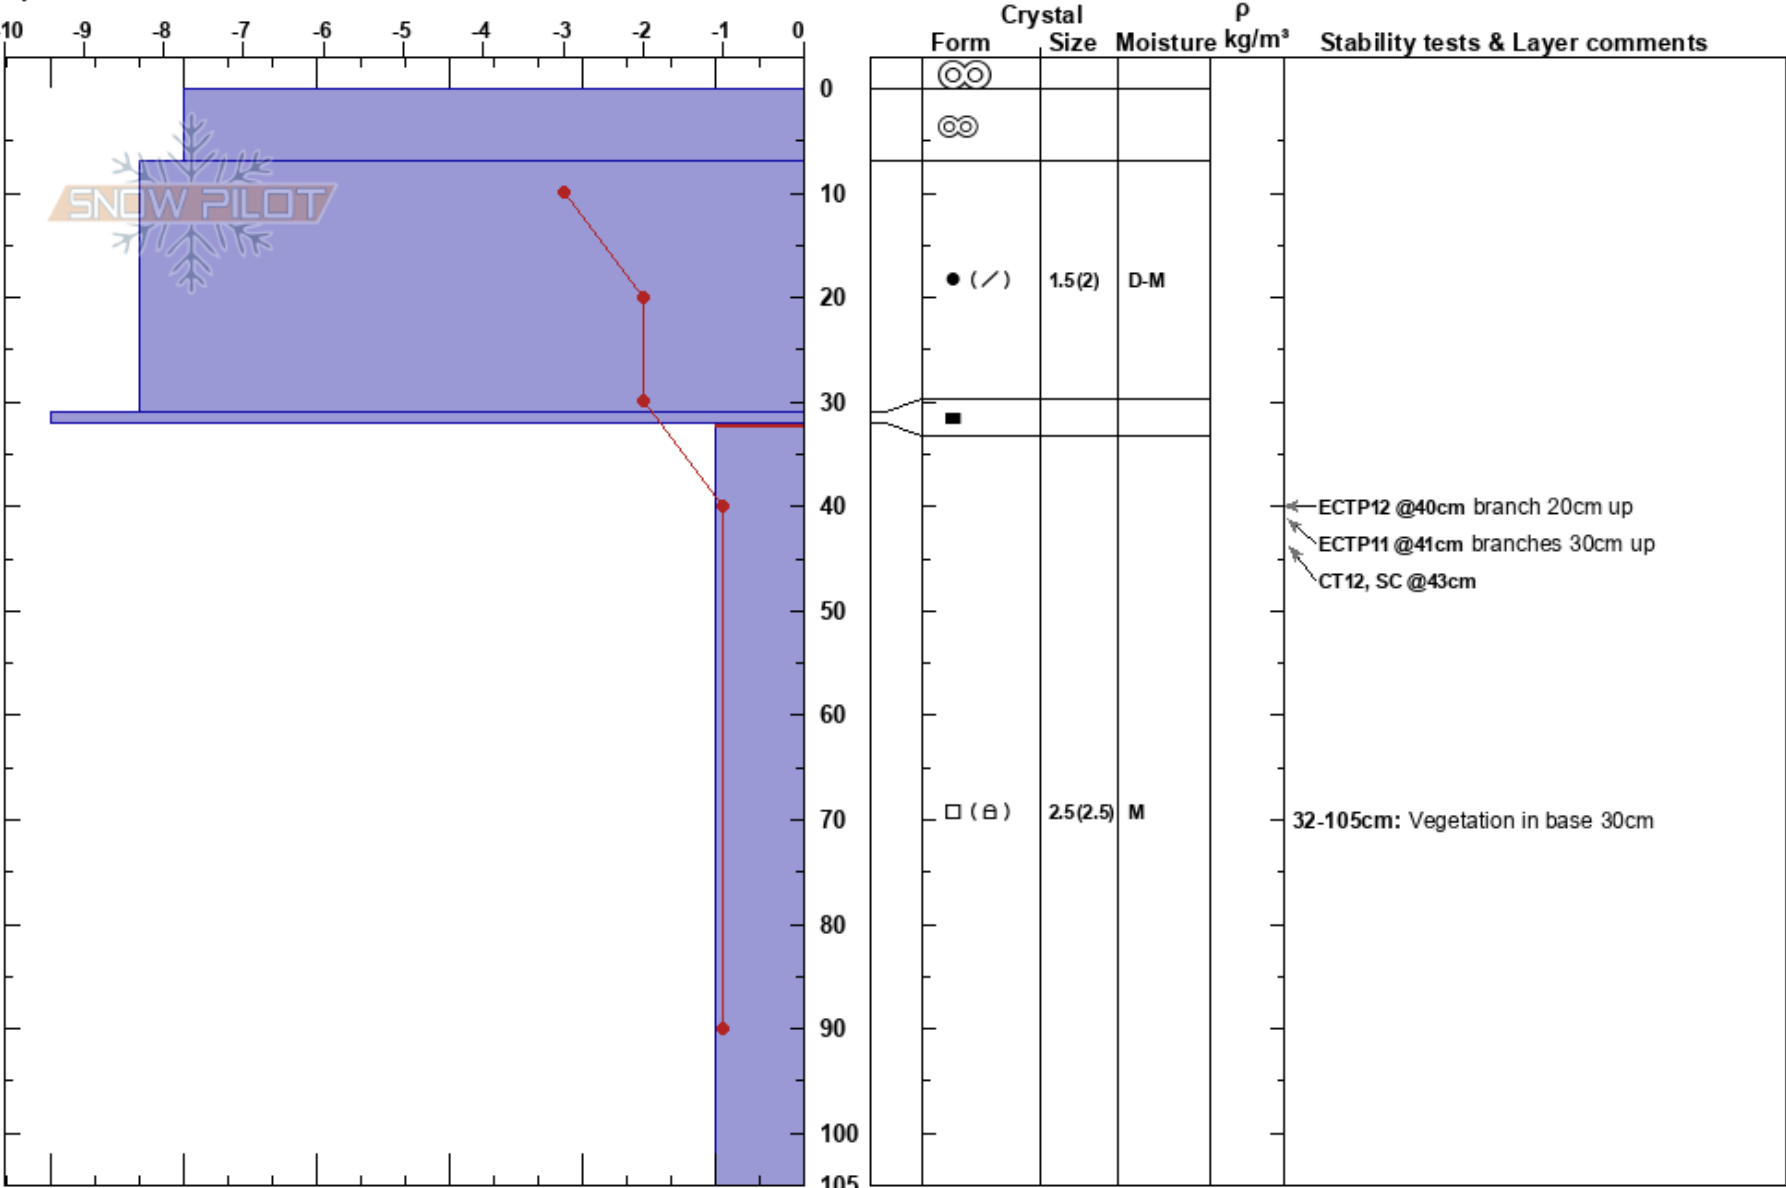 Crystal ρ
-10 -9 -8 -7 -6 -5 -4 -3 -2 -1 0
Form Size Moisture kg/m³ Stability tests & Layer comments
0
SNOW PILOT
10
1.5(2) D-M
20
30
40
ECTP12 @40cm branch 20cm up
ECTP11 @41cm branches 30cm up
CT12, SC @43cm
50
60
2.5(2.5) M
70
32-105cm: Vegetation in base 30cm
80
90
100
105